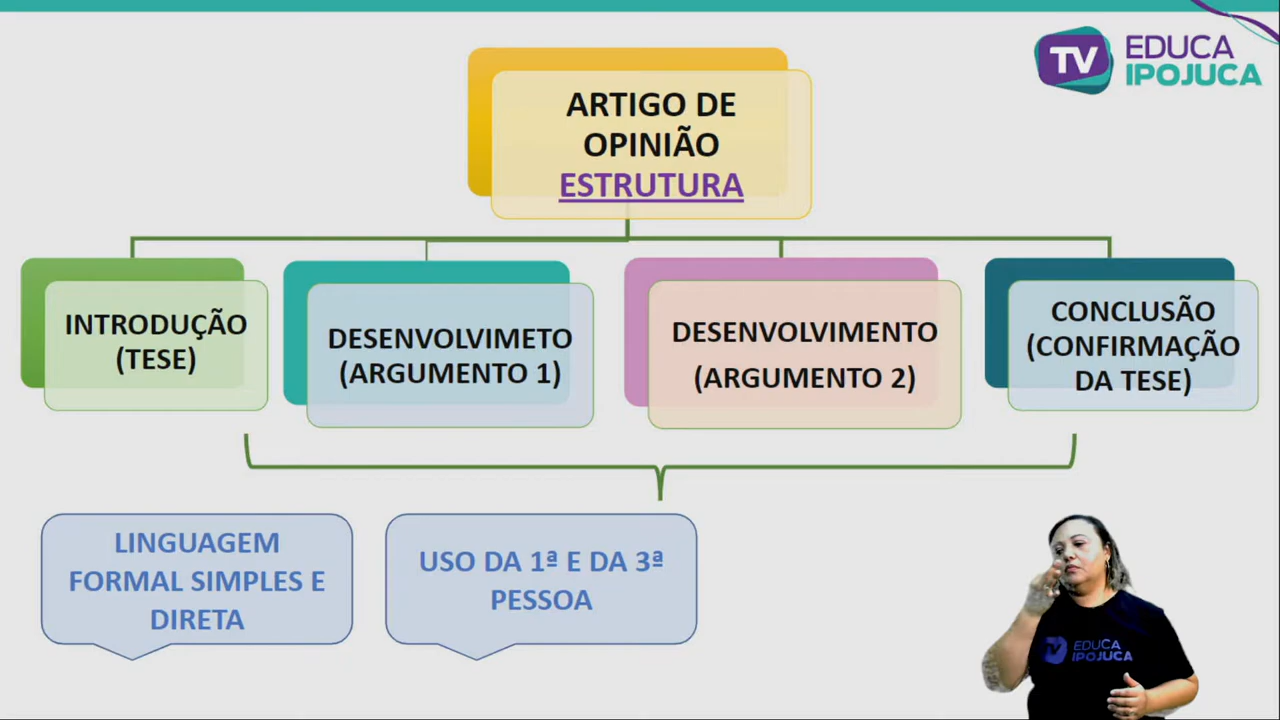 TV EDUCA
IPOJUCA
ARTIGO DE
OPINIÃO
ESTRUTURA
INTRODUÇÃO
(TESE)
DESENVOLVIMETO
(ARGUMENTO 1)
DESENVOLVIMENTO
(ARGUMENTO 2)
CONCLUSÃO
(CONFIRMAÇÃO
DA TESE)
LINGUAGEM
FORMAL SIMPLES E
DIRETA
USO DA 1ª E DA 3ª
PESSOA
TV EDUCA
IPOJUCA